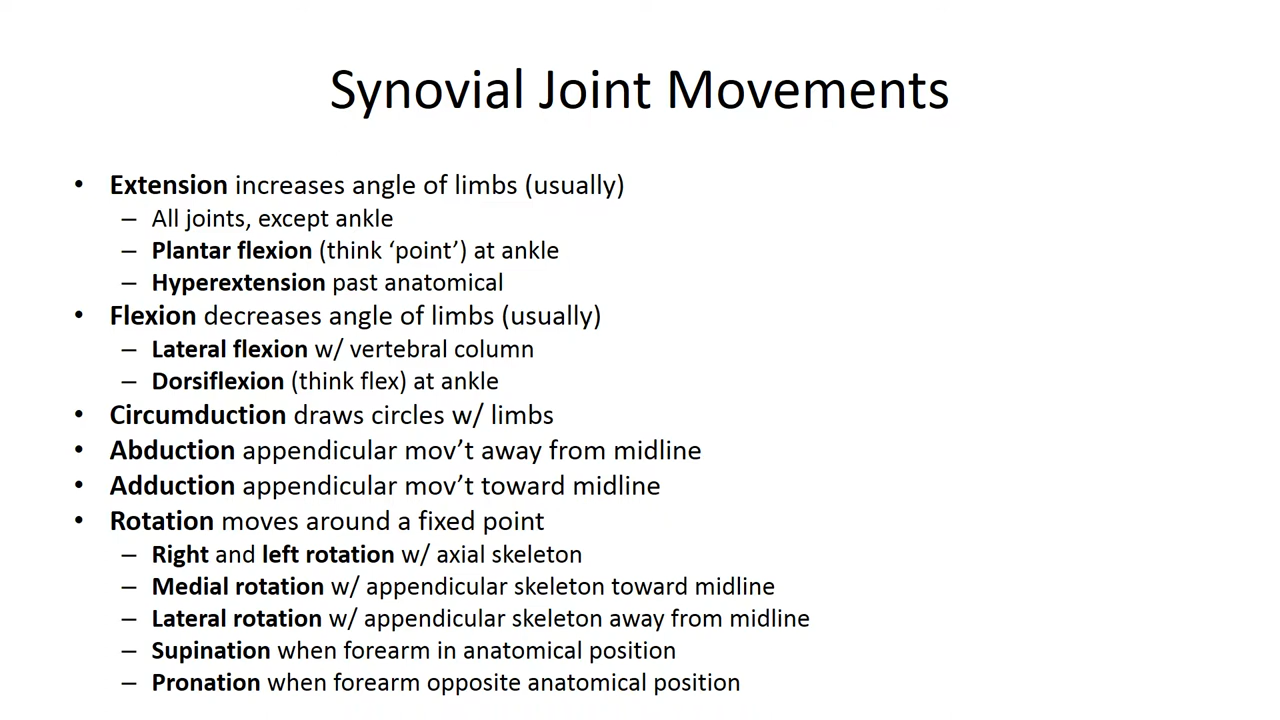 Synovial Joint Movements
• Extension increases angle of limbs (usually)
– All joints, except ankle
– Plantar flexion (think ‘point’) at ankle
– Hyperextension past anatomical
• Flexion decreases angle of limbs (usually)
– Lateral flexion w/ vertebral column
– Dorsiflexion (think flex) at ankle
• Circumduction draws circles w/ limbs
• Abduction appendicular mov’t away from midline
• Adduction appendicular mov’t toward midline
• Rotation moves around a fixed point
– Right and left rotation w/ axial skeleton
– Medial rotation w/ appendicular skeleton toward midline
– Lateral rotation w/ appendicular skeleton away from midline
– Supination when forearm in anatomical position
– Pronation when forearm opposite anatomical position